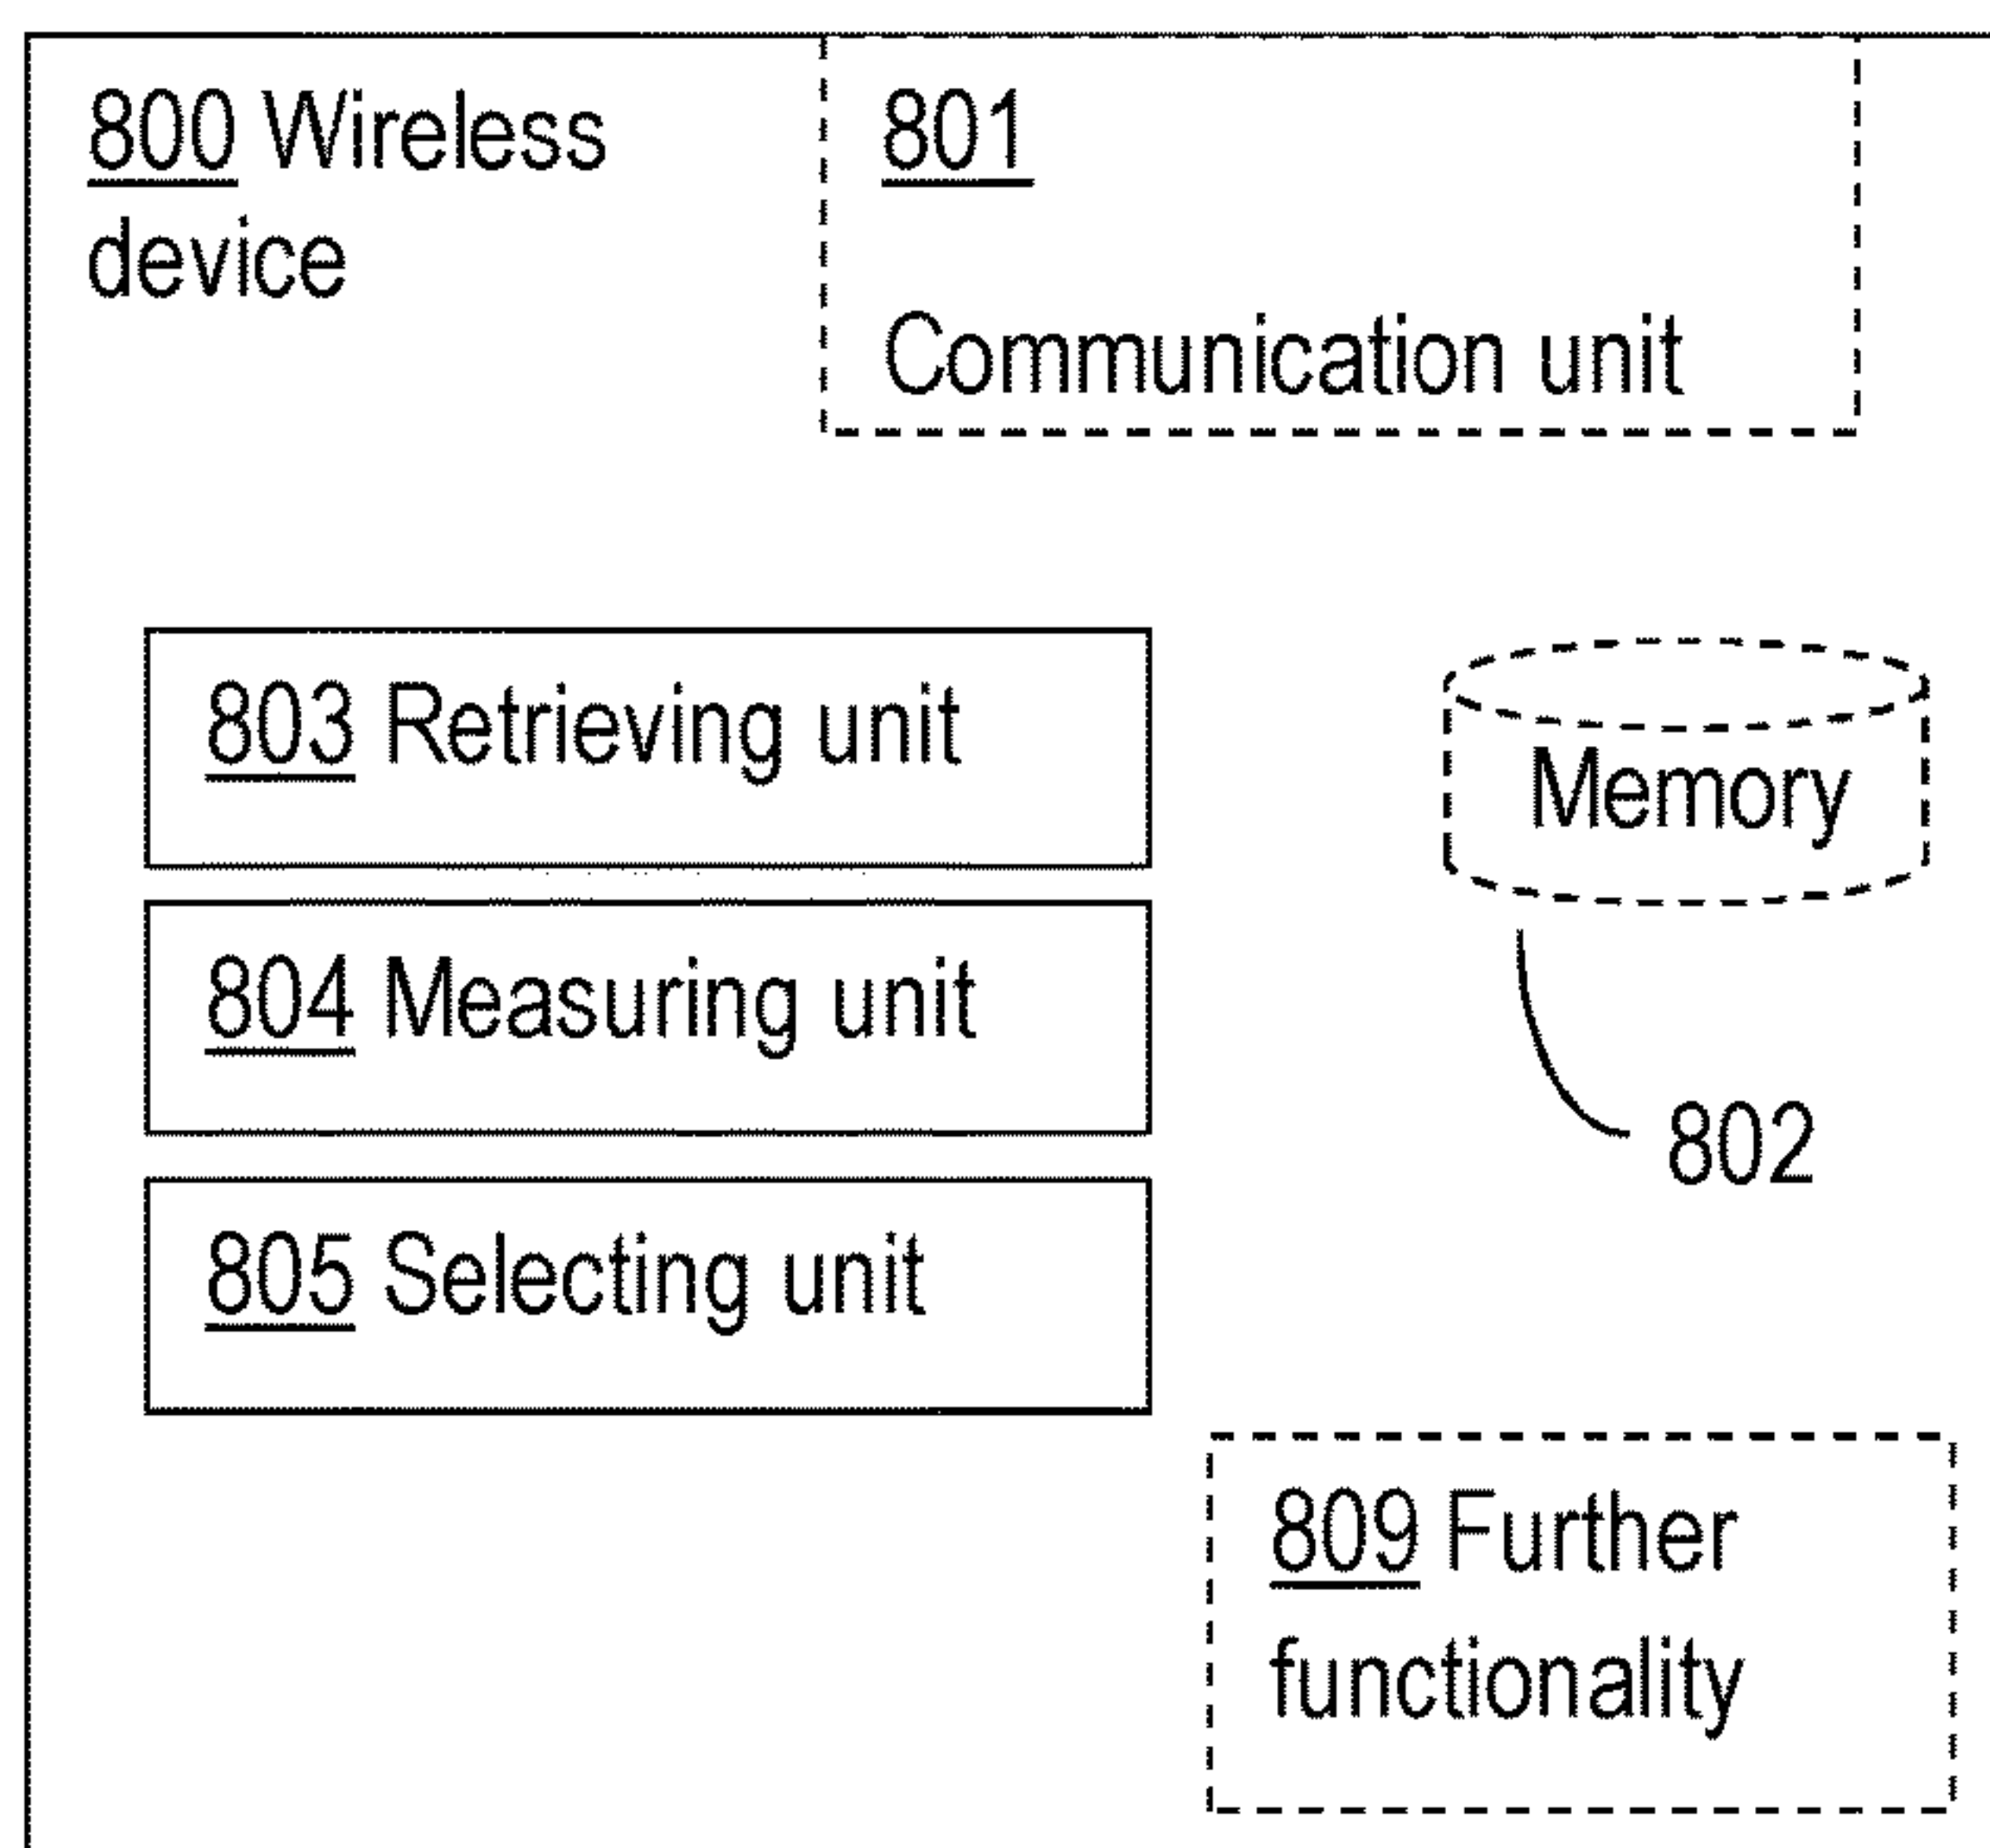 800 Wireless
device
801
Communication unit
803 Retrieving unit
Memory
804 Measuring unit
802
805 Selecting unit
809 Further
functionality